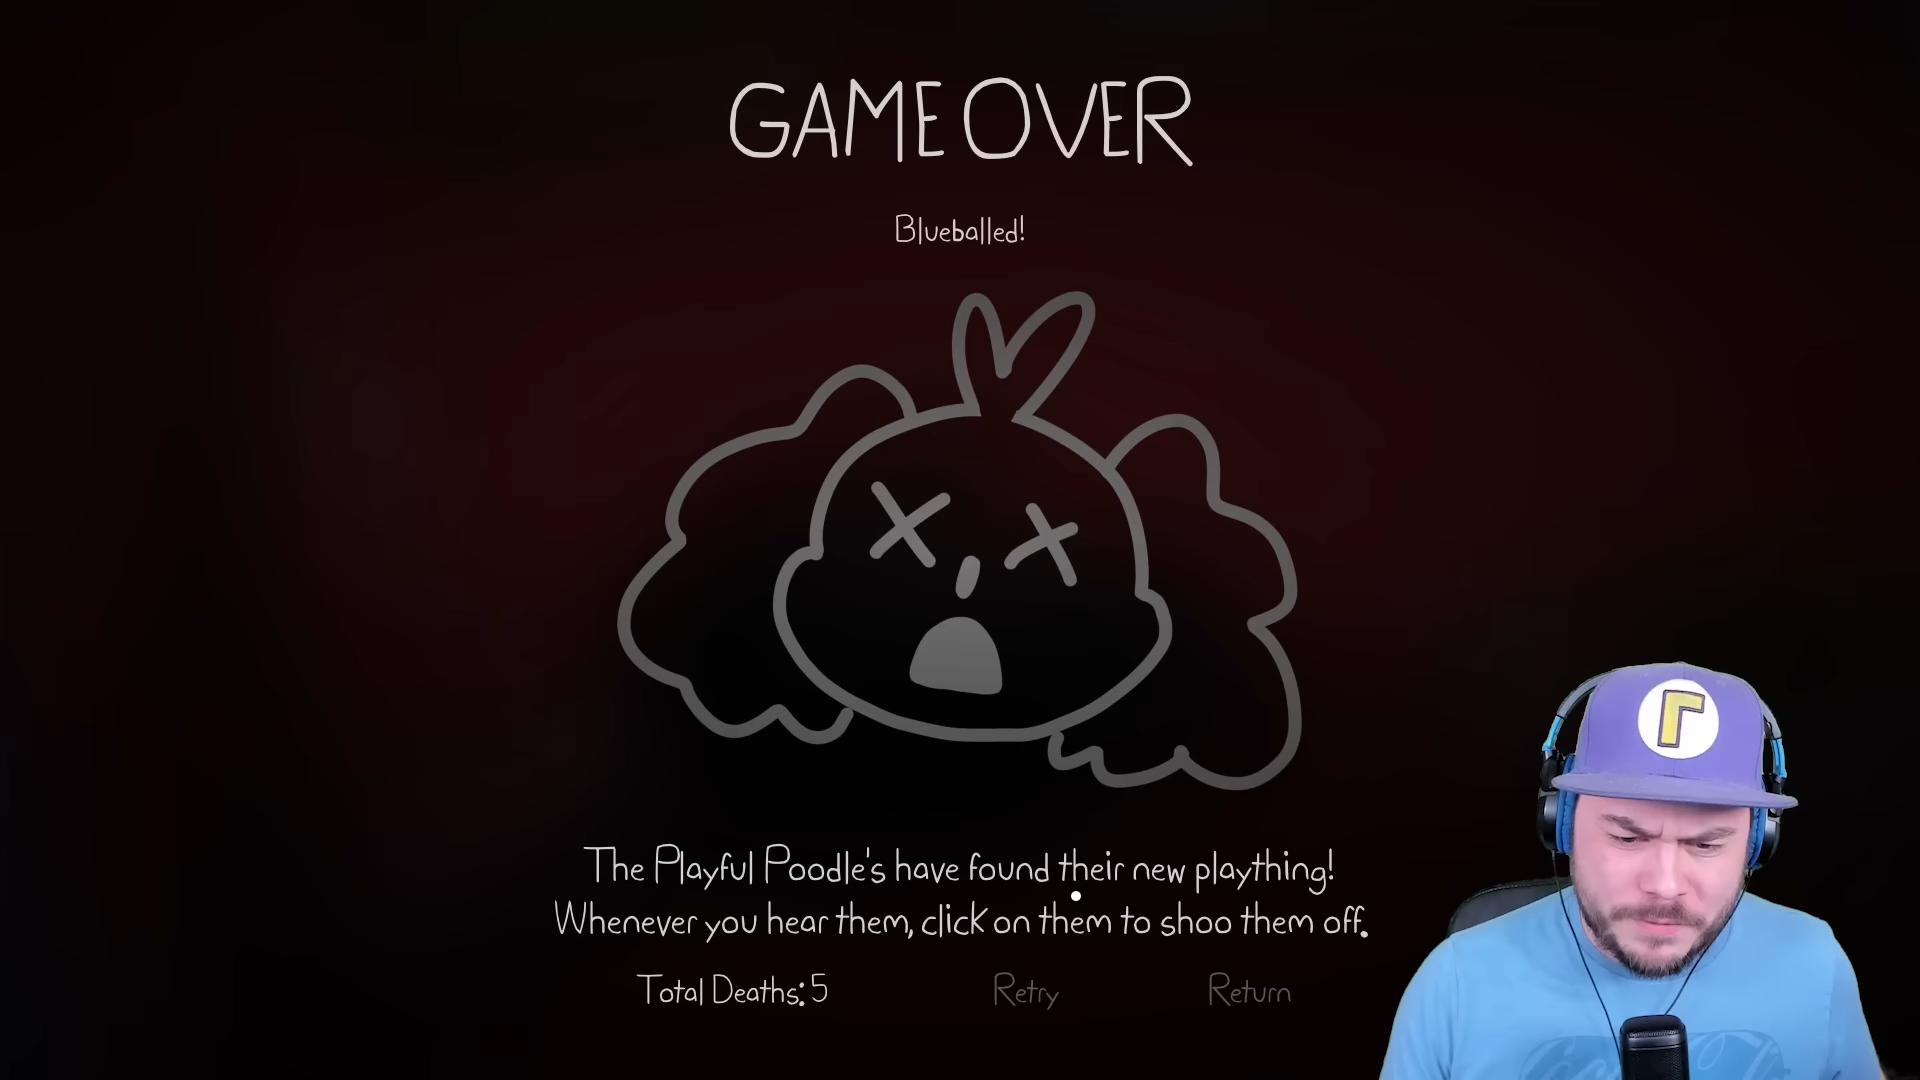 GAME OVER
Blueballed!
The Playful Poodle's have found their new plaything!
Whenever you hear them, click on them to shoo them off.
Total Deaths: 5
Retry
Return